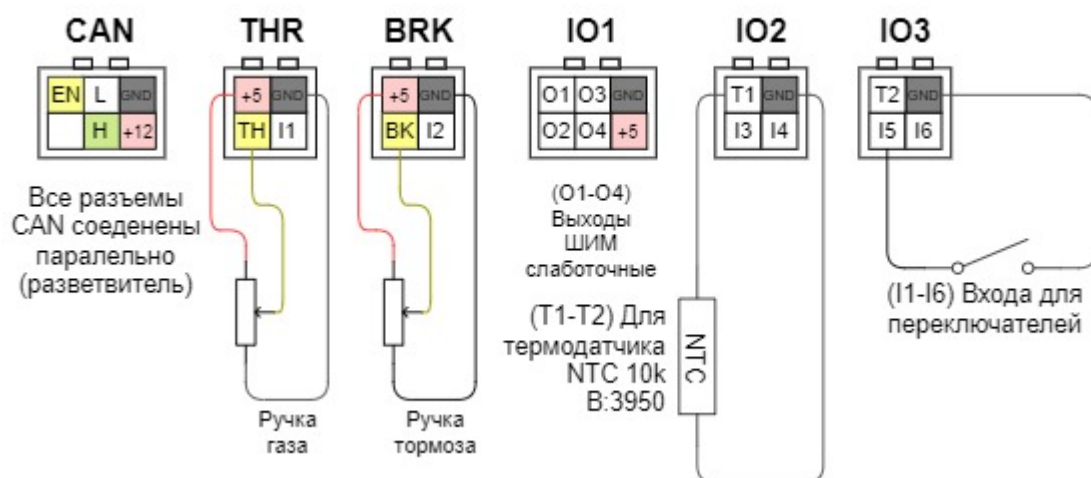 CAN THR BRK IO1 IO2 IO3
EN L GND +5 GND +5 GND O1 O3 GND T1 GND T2 GND
H +12 TH I1 BK I2 O2 O4 +5 I3 I4 I5 I6
Все разъемы
CAN соеденены
паралельно
(разветвитель)
Ручка
газа
Ручка
тормоза
(O1-O4)
Выходы
ШИМ
слаботочные
(T1-T2) Для
термодатчика
NTC 10k
B:3950
NTC
(I1-I6) Входа для
переключателей